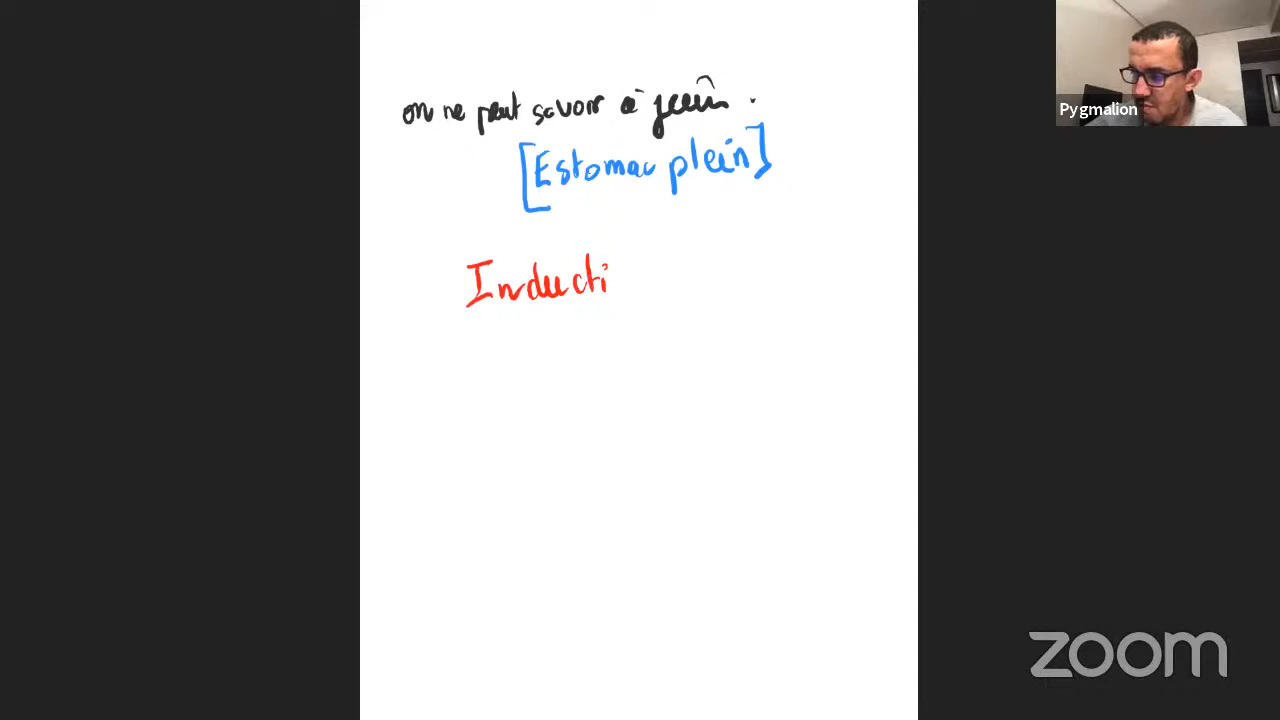 on ne peut savoir à jeûn.
[Estomac plein]
Inducti
Pygmalion
zoom